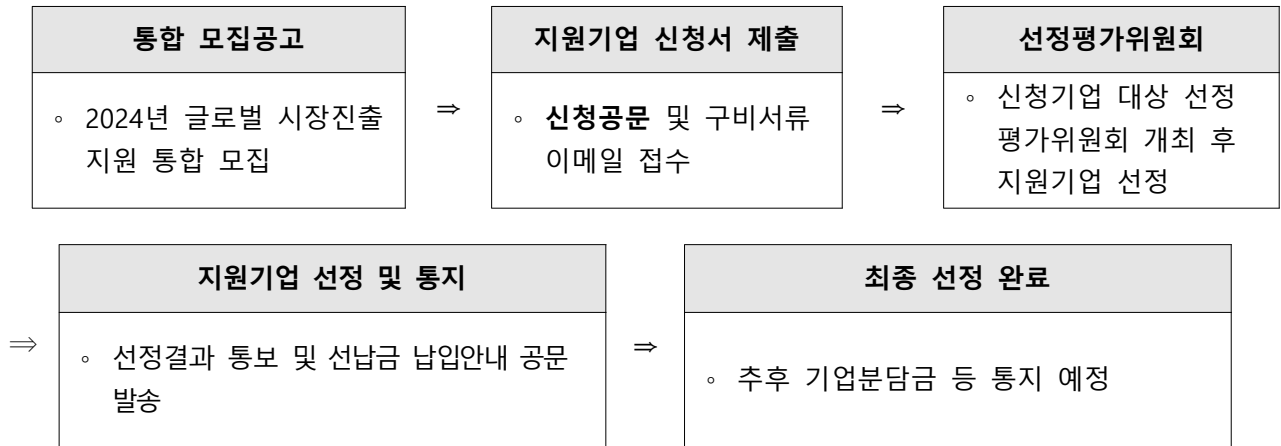 통합 모집공고
◦ 2024년 글로벌 시장진출
지원 통합 모집
⇒
지원기업 신청서 제출
◦ 신청공문 및 구비서류
이메일 접수
⇒
선정평가위원회
◦ 신청기업 대상 선정
평가위원회 개최 후
지원기업 선정
⇒
지원기업 선정 및 통지
◦ 선정결과 통보 및 선납금 납입안내 공문
발송
⇒
최종 선정 완료
◦ 추후 기업분담금 등 통지 예정